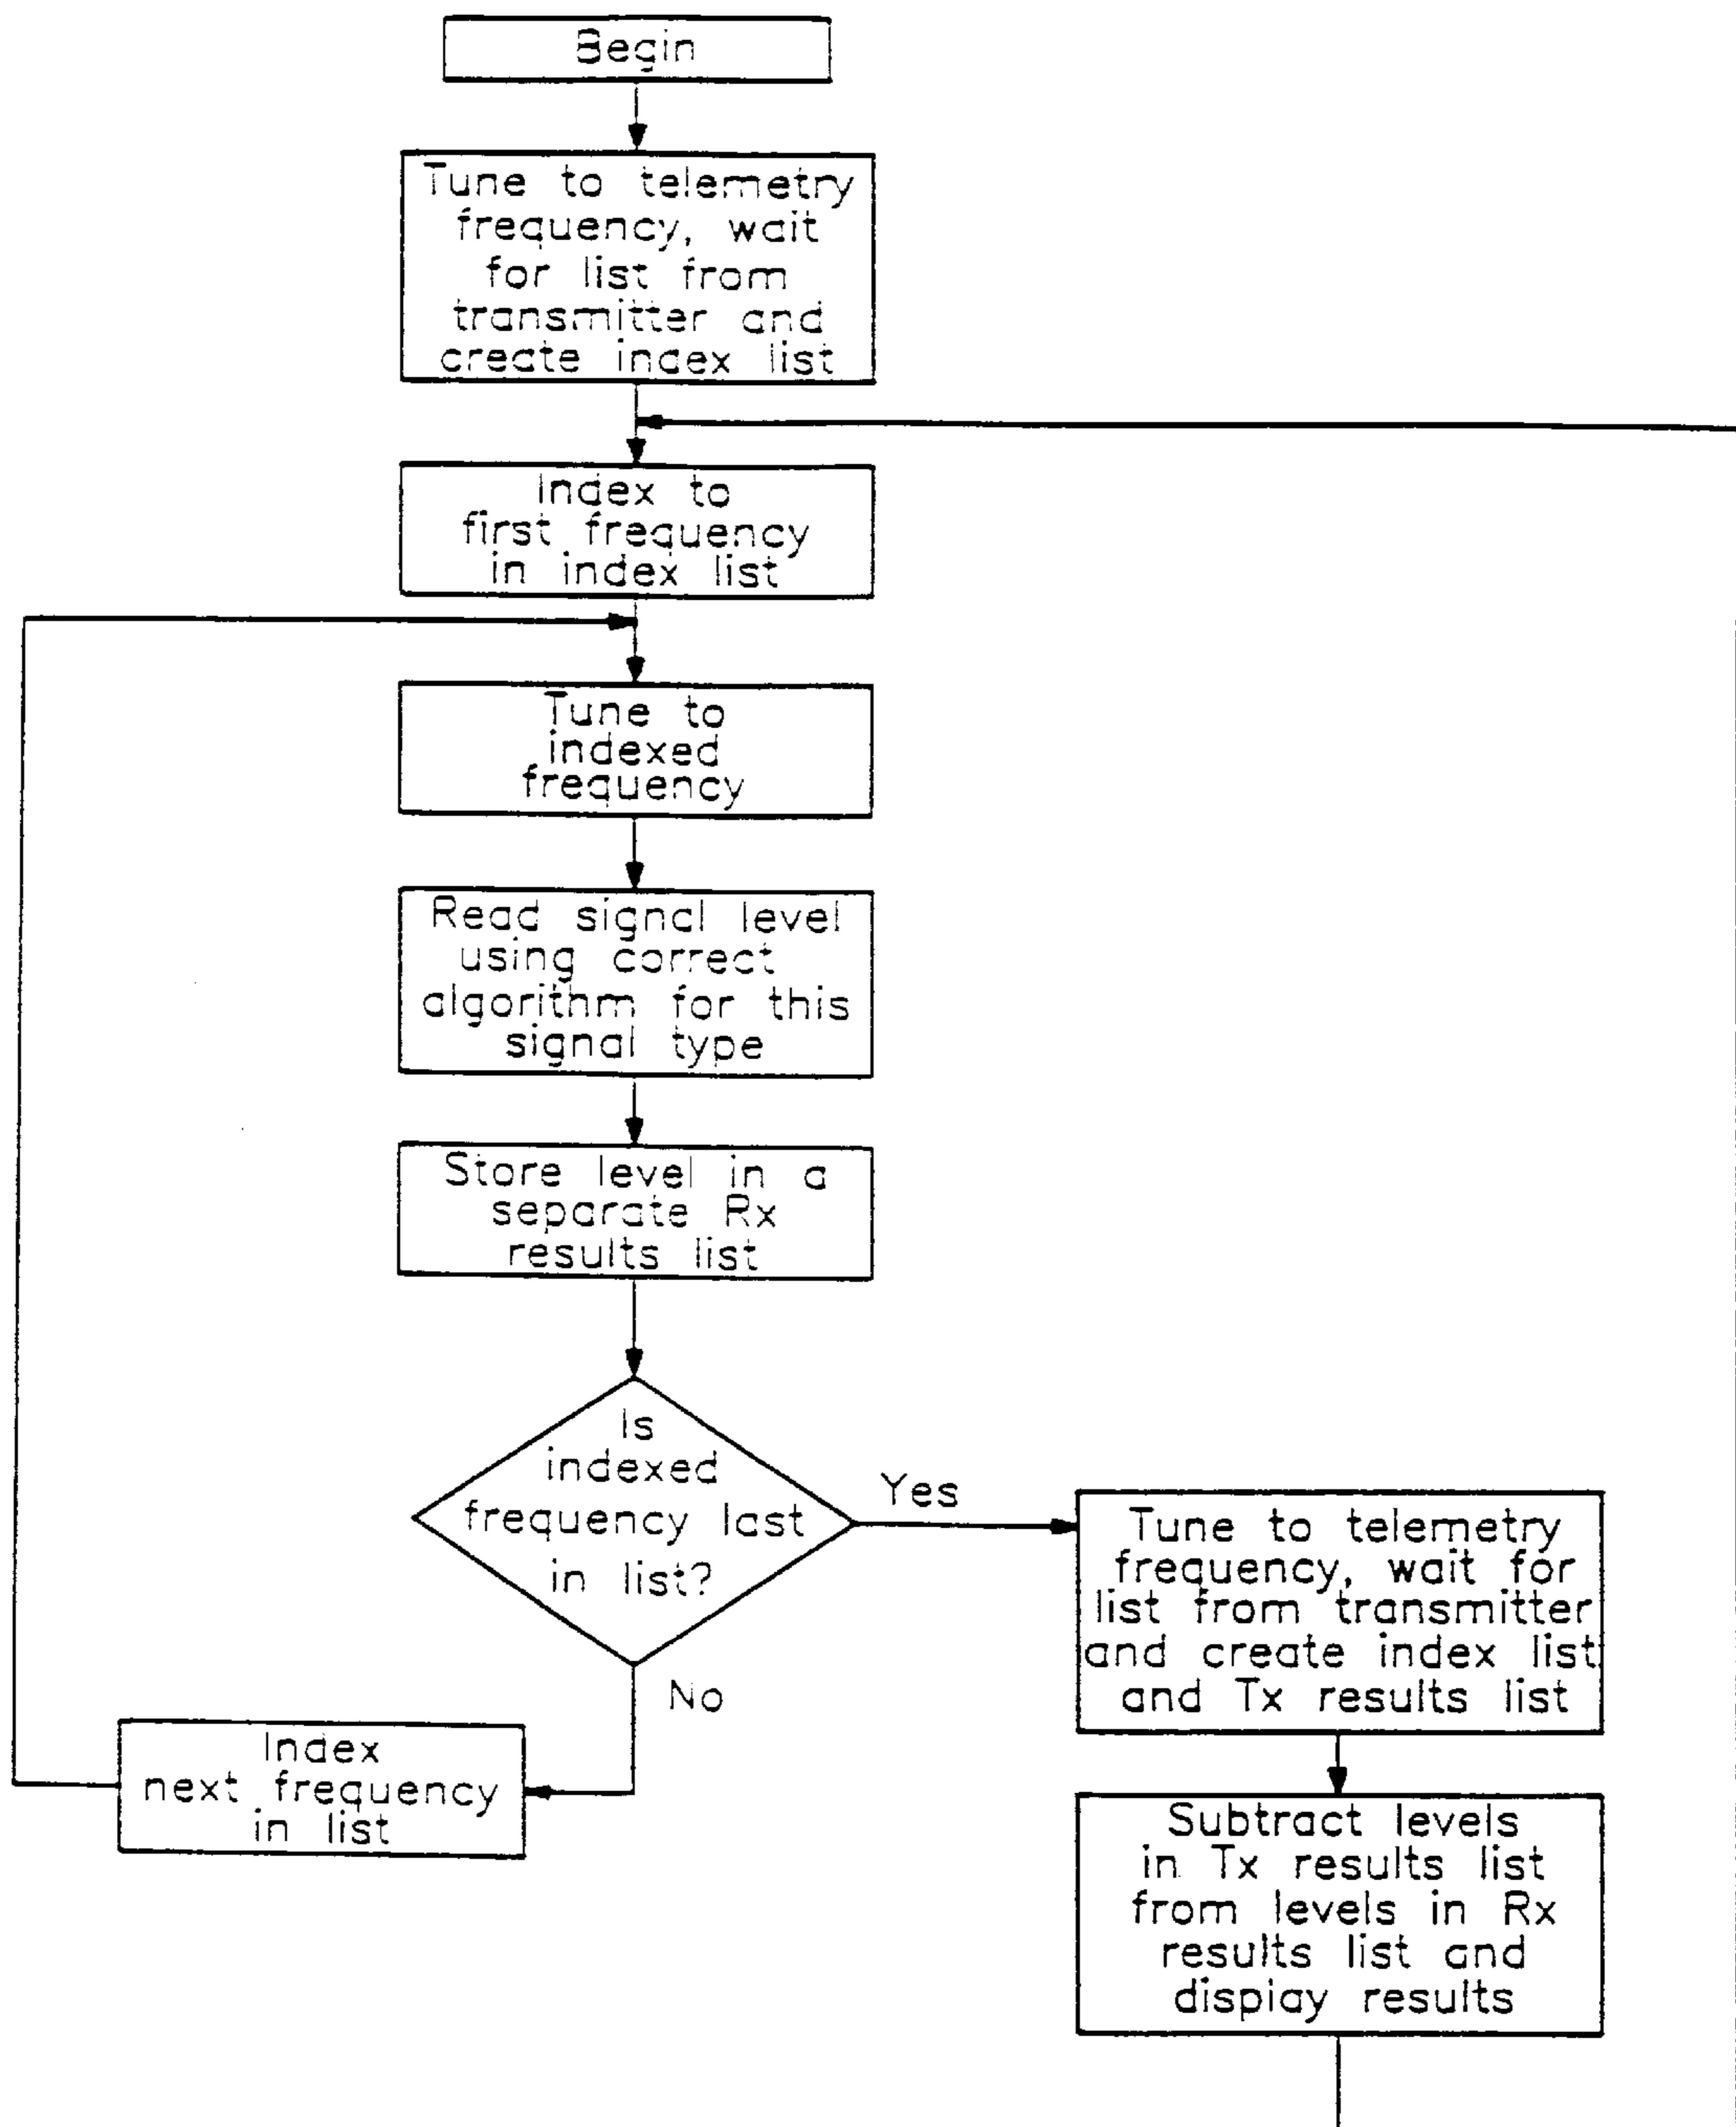 Begin
Tune to telemetry
frequency, wait
for list from
transmitter and
create index list
Index to
first frequency
in index list
Tune to
indexed
frequency
Read signal level
using correct
algorithm for this
signal type
Store level in a
separate Rx
results list
Is
indexed
frequency last
in list?
Yes
No
Index
next frequency
in list
Tune to telemetry
frequency, wait for
list from transmitter
and create index list
and Tx results list
Subtract levels
in Tx results list
from levels in Rx
results list and
display results